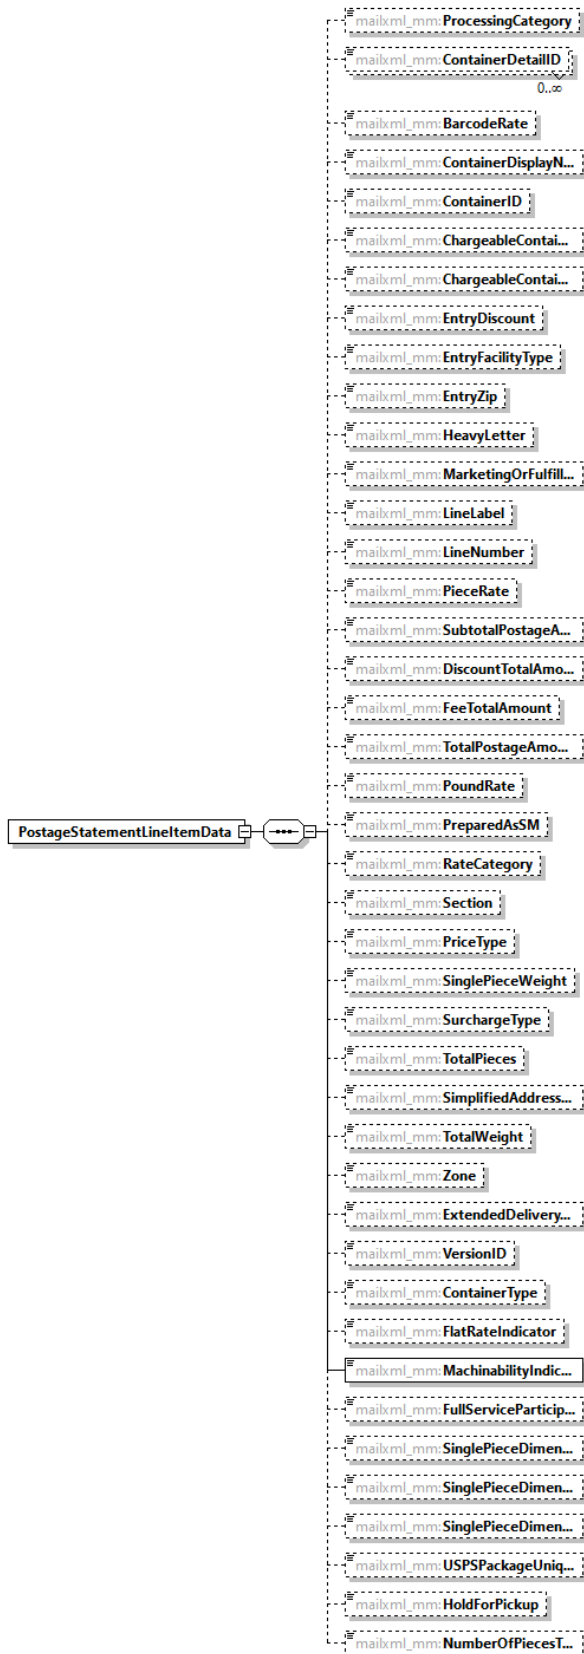 mailxml_mm:ProcessingCategory
mailxml_mm:ContainerDetailID
0..∞
mailxml_mm:BarcodeRate
mailxml_mm:ContainerDisplayN...
mailxml_mm:ContainerID
mailxml_mm:ChargeableContai...
mailxml_mm:ChargeableContai...
mailxml_mm:EntryDiscount
mailxml_mm:EntryFacilityType
mailxml_mm:EntryZip
mailxml_mm:HeavyLetter
mailxml_mm:MarketingOrFulfill...
mailxml_mm:LineLabel
mailxml_mm:LineNumber
mailxml_mm:PieceRate
mailxml_mm:SubtotalPostageA...
mailxml_mm:DiscountTotalAmo...
mailxml_mm:FeeTotalAmount
mailxml_mm:TotalPostageAmo...
mailxml_mm:PoundRate
PostageStatementLineItemData
mailxml_mm:PreparedAsSM
mailxml_mm:RateCategory
mailxml_mm:Section
mailxml_mm:PriceType
mailxml_mm:SinglePieceWeight
mailxml_mm:SurchargeType
mailxml_mm:TotalPieces
mailxml_mm:SimplifiedAddress...
mailxml_mm:TotalWeight
mailxml_mm:Zone
mailxml_mm:ExtendedDelivery...
mailxml_mm:VersionID
mailxml_mm:ContainerType
mailxml_mm:FlatRateIndicator
mailxml_mm:MachinabilityIndic...
mailxml_mm:FullServiceParticip...
mailxml_mm:SinglePieceDimen...
mailxml_mm:SinglePieceDimen...
mailxml_mm:SinglePieceDimen...
mailxml_mm:USPSPackageUniq...
mailxml_mm:HoldForPickup
mailxml_mm:NumberOfPiecesT...